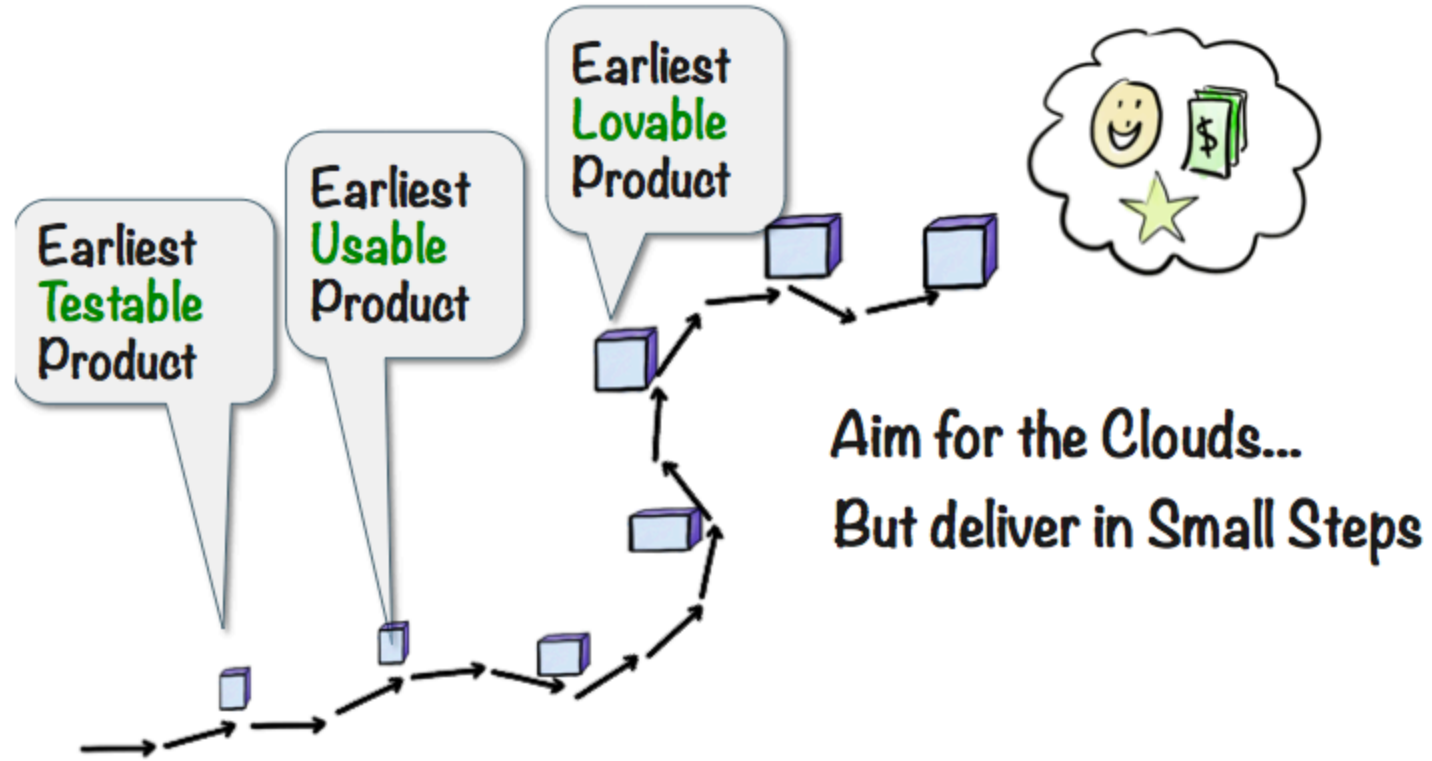 Earliest
Testable
Product
Earliest
Usable
Product
Earliest
Lovable
Product
$
Aim for the Clouds...
But deliver in Small Steps